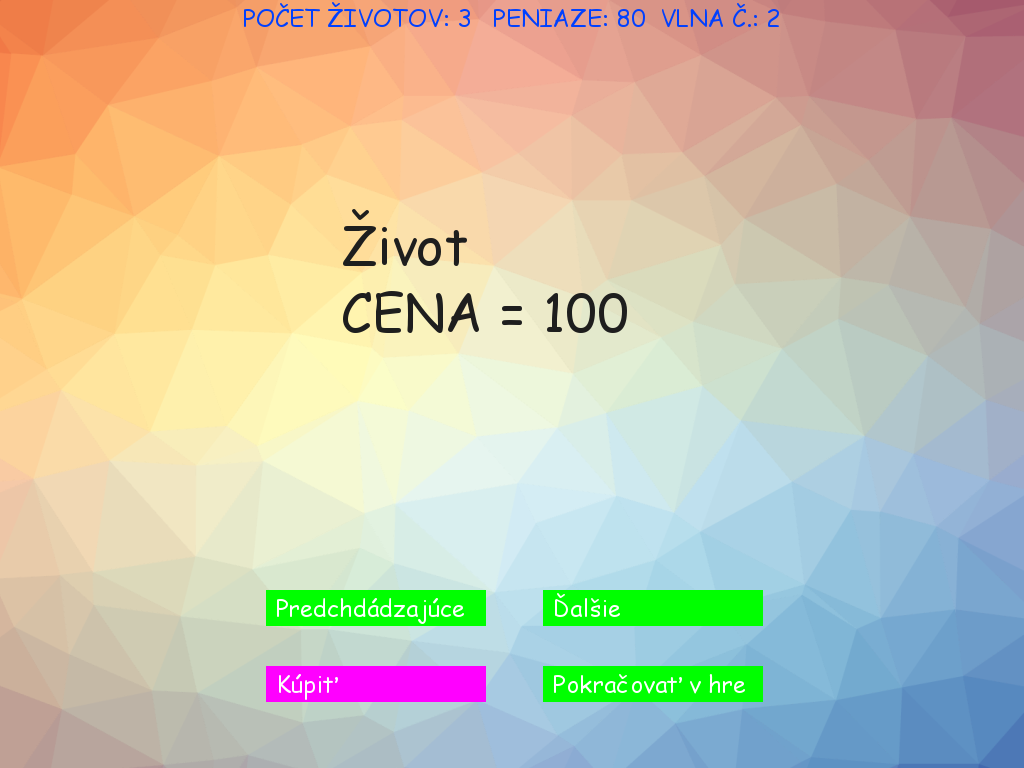 POČET ŽIVOTOV: 3 PENIAZE: 80 VLNA Č.: 2
Život
CENA = 100
Predchdádzajúce
Ďalšie
Kúpiť
Pokračovať v hre